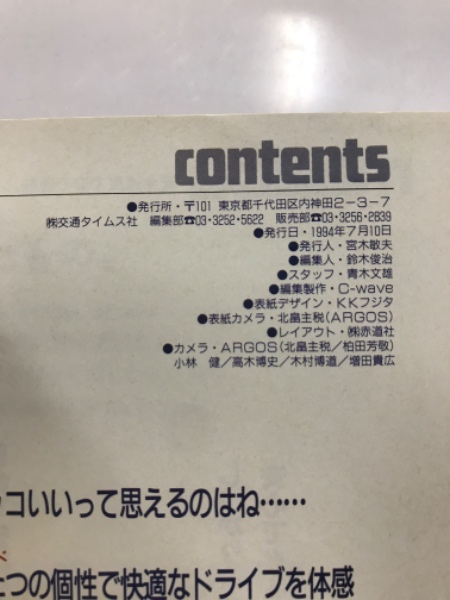 contents
●発行所・〒101 東京都千代田区内神田2−3−7
㈱交通タイムス社 編集部☎03・3252・5622 販売部☎03・3256・2839
●発行日・1994年7月10日
●発行人・宮木敏夫
●編集人・鈴木俊治
●スタッフ・青木文雄
●編集製作・C-wave
●表紙デザイン・KKフジタ
●表紙カメラ・北畠主税(ARGOS)
●レイアウト・㈱赤道社
●カメラ・ARGOS(北畠主税／柏田芳敬)
小林 健／高木博史／木村博道／増田貴広
コいいって思えるのはね……
つの個性で快適なドライブを体感